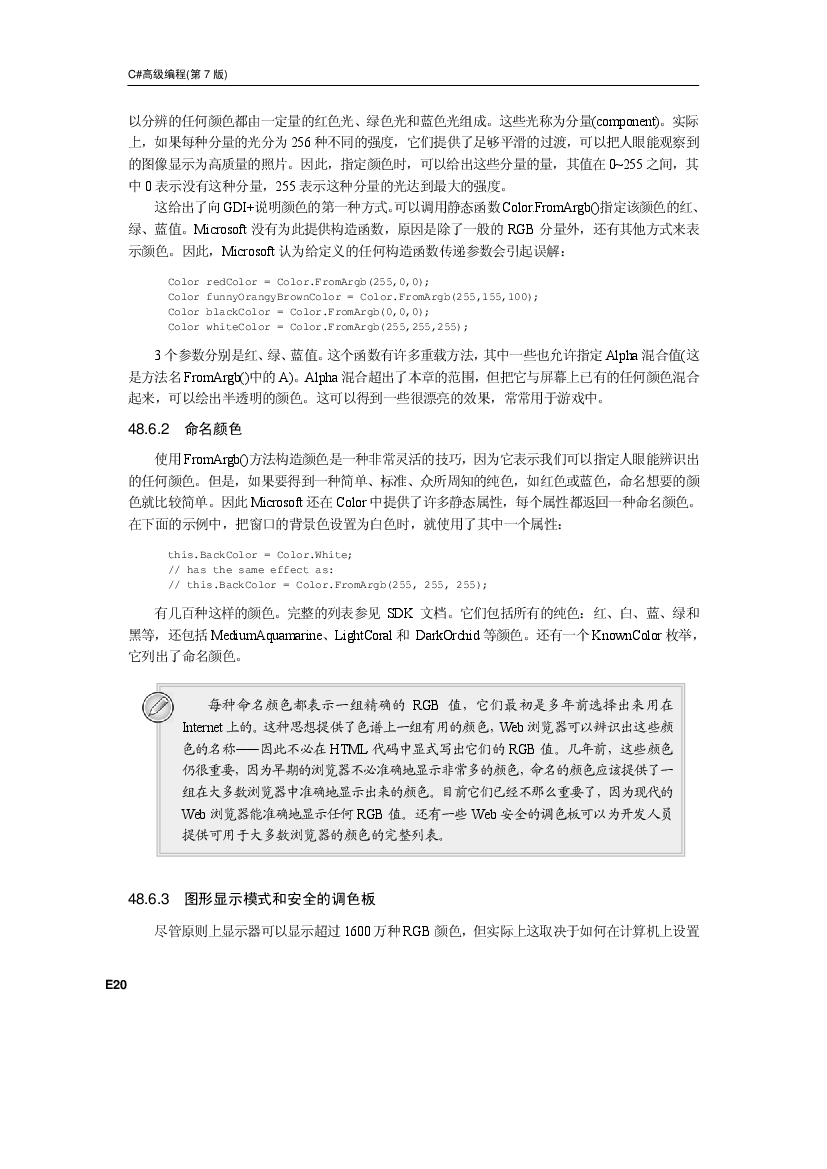 C#高级编程(第 7 版)
以分辨的任何颜色都由一定量的红色光、绿色光和蓝色光组成。这些光称为分量(component)。实际
上，如果每种分量的光分为 256 种不同的强度，它们提供了足够平滑的过渡，可以把人眼能观察到
的图像显示为高质量的照片。因此，指定颜色时，可以给出这些分量的量，其值在 0~255 之间，其
中 0 表示没有这种分量，255 表示这种分量的光达到最大的强度。
这给出了向 GDI+说明颜色的第一种方式。可以调用静态函数 Color.FromArgb()指定该颜色的红、
绿、蓝值。Microsoft 没有为此提供构造函数，原因是除了一般的 RGB 分量外，还有其他方式来表
示颜色。因此，Microsoft 认为给定义的任何构造函数传递参数会引起误解：
Color redColor = Color.FromArgb(255,0,0);
Color funnyOrangyBrownColor = Color.FromArgb(255,155,100);
Color blackColor = Color.FromArgb(0,0,0);
Color whiteColor = Color.FromArgb(255,255,255);
3 个参数分别是红、绿、蓝值。这个函数有许多重载方法，其中一些也允许指定 Alpha 混合值(这
是方法名 FromArgb()中的 A)。Alpha 混合超出了本章的范围，但把它与屏幕上已有的任何颜色混合
起来，可以绘出半透明的颜色。这可以得到一些很漂亮的效果，常常用于游戏中。
48.6.2 命名颜色
使用 FromArgb()方法构造颜色是一种非常灵活的技巧，因为它表示我们可以指定人眼能辨识出
的任何颜色。但是，如果要得到一种简单、标准、众所周知的纯色，如红色或蓝色，命名想要的颜
色就比较简单。因此 Microsoft 还在 Color 中提供了许多静态属性，每个属性都返回一种命名颜色。
在下面的示例中，把窗口的背景色设置为白色时，就使用了其中一个属性：
this.BackColor = Color.White;
// has the same effect as:
// this.BackColor = Color.FromArgb(255, 255, 255);
有几百种这样的颜色。完整的列表参见 SDK 文档。它们包括所有的纯色：红、白、蓝、绿和
黑等，还包括 MediumAquamarine、LightCoral 和 DarkOrchid 等颜色。还有一个 KnownColor 枚举，
它列出了命名颜色。
每种命名颜色都表示一组精确的 RGB 值，它们最初是多年前选择出来用在
Internet 上的。这种思想提供了色谱上一组有用的颜色，Web 浏览器可以辨识出这些颜
色的名称——因此不必在 HTML 代码中显式写出它们的 RGB 值。几年前，这些颜色
仍很重要，因为早期的浏览器不必准确地显示非常多的颜色，命名的颜色应该提供了一
组在大多数浏览器中准确地显示出来的颜色。目前它们已经不那么重要了，因为现代的
Web 浏览器能准确地显示任何 RGB 值。还有一些 Web 安全的调色板可以为开发人员
提供可用于大多数浏览器的颜色的完整列表。
48.6.3 图形显示模式和安全的调色板
尽管原则上显示器可以显示超过 1600 万种 RGB 颜色，但实际上这取决于如何在计算机上设置
E20